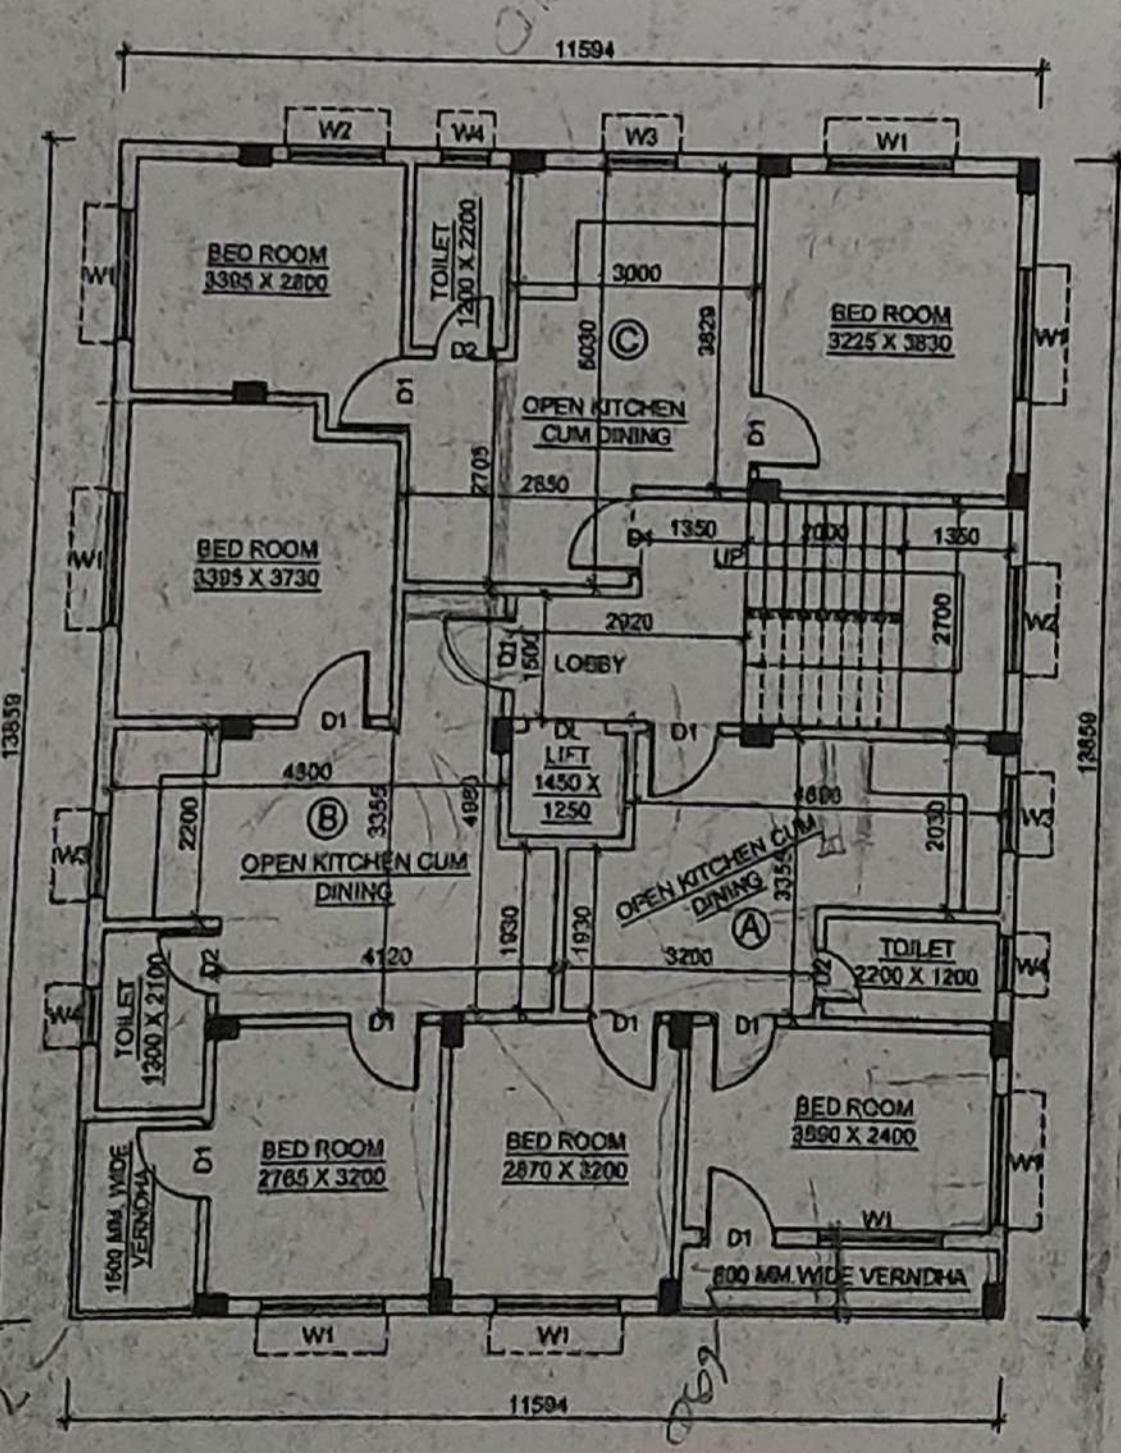 11594
W2
W4
W3
W1
BED ROOM
3395 X 2800
TOILET
1200 X 2200
3000
BED ROOM
3225 X 3830
W1
W1
5030
C
3829
D2
D1
OPEN KITCHEN
CUM DINING
D1
2705
2850
1350
2000
1350
D1
UP
BED ROOM
3395 X 3730
W1
2920
2700
W2
D1
1500
LOBBY
13859
13859
D1
DL
D1
LIFT
1450 X
1250
4300
B
2200
3355
4980
OPEN KITCHEN CUM
DINING
W3
OPEN KITCHEN CUM
DINING
A
3355
2030
W3
1930
1930
4120
3200
D2
D2
TOILET
2200 X 1200
W4
W4
TOILET
1300 X 2100
D1
D1
D1
BED ROOM
3590 X 2400
W1
BED ROOM
2765 X 3200
BED ROOM
2870 X 3200
D1
1500 MM. WIDE
VERNDHA
D1
W1
800 MM.WIDE VERNDHA
W1
W1
11594